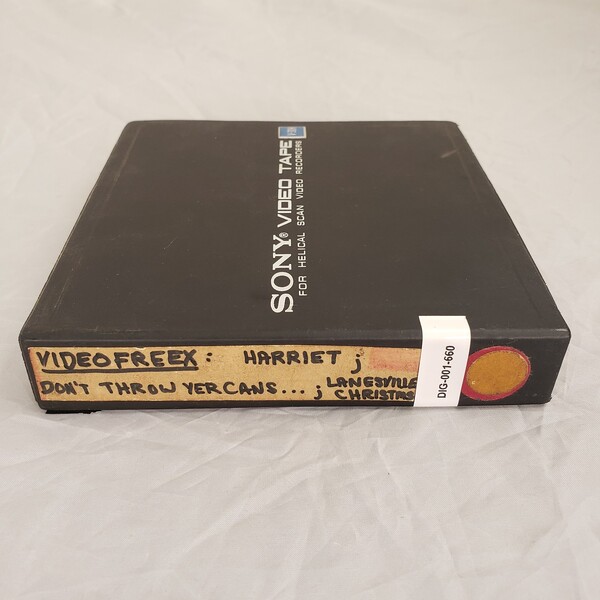 SONY® VIDEO TAPE
FOR HELICAL SCAN VIDEO RECORDERS
VIDEOFREEX: HARRIET;
DON'T THROW YER CANS...; LANESVILLE
CHRISTMAS
DIG-001-660